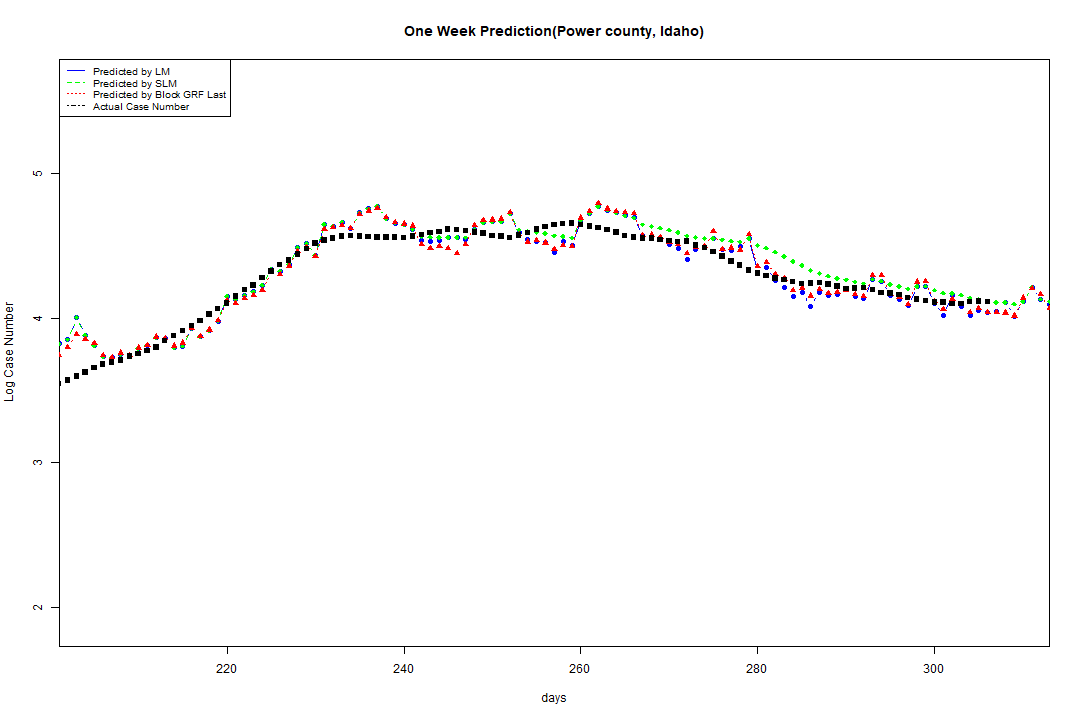 One Week Prediction(Power county, Idaho)
Predicted by LM
Predicted by SLM
Predicted by Block GRF Last
Actual Case Number
5
4
3
2
Log Case Number
220 240 260 280 300
days